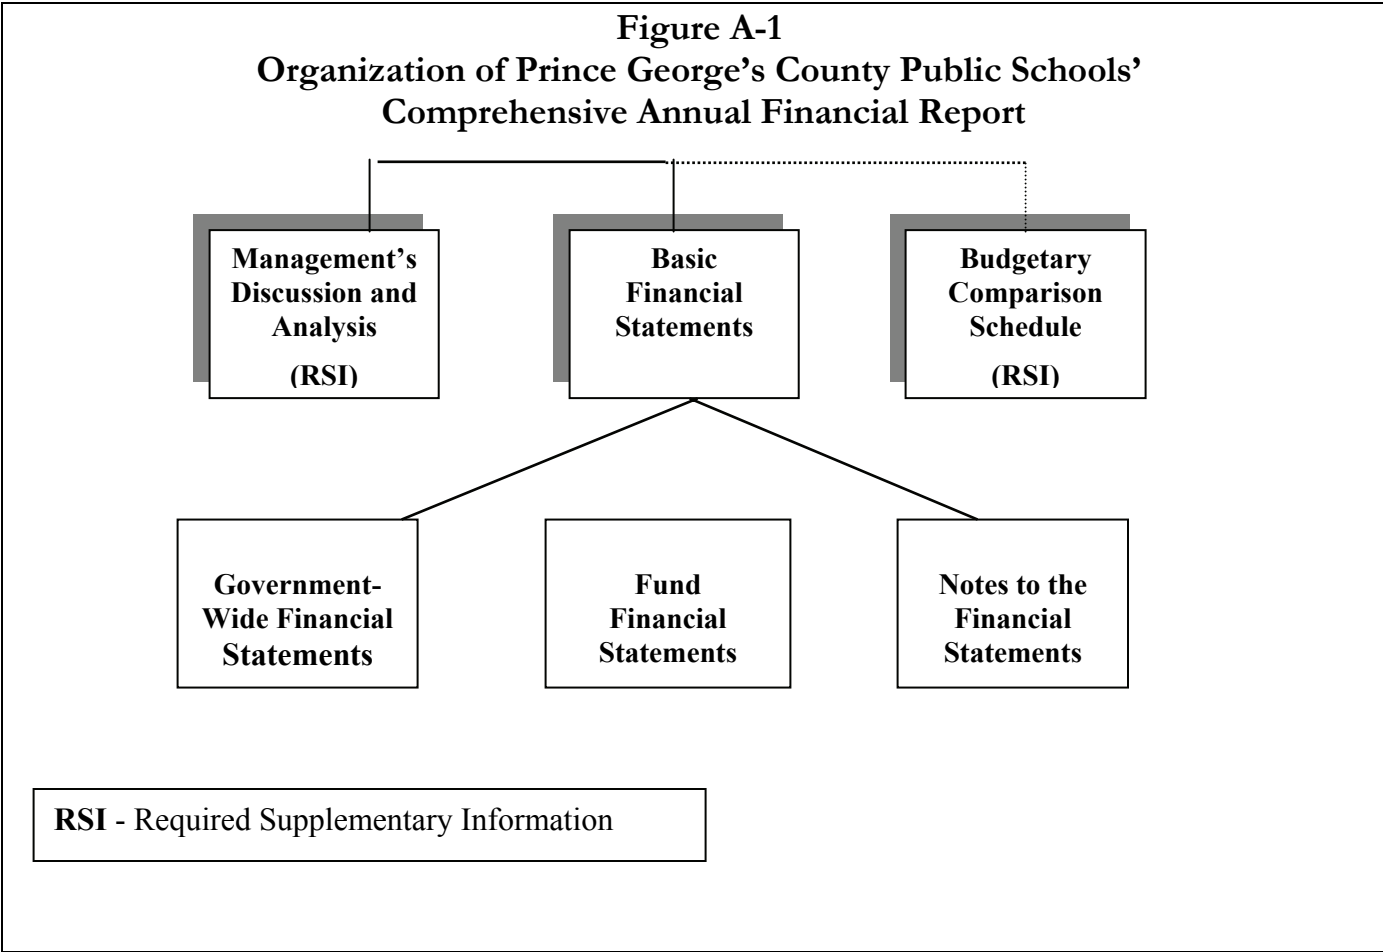 Figure A-1
Organization of Prince George’s County Public Schools’
Comprehensive Annual Financial Report
Management’s
Discussion and
Analysis
(RSI)
Basic
Financial
Statements
Budgetary
Comparison
Schedule
(RSI)
Government-
Wide Financial
Statements
Fund
Financial
Statements
Notes to the
Financial
Statements
RSI - Required Supplementary Information